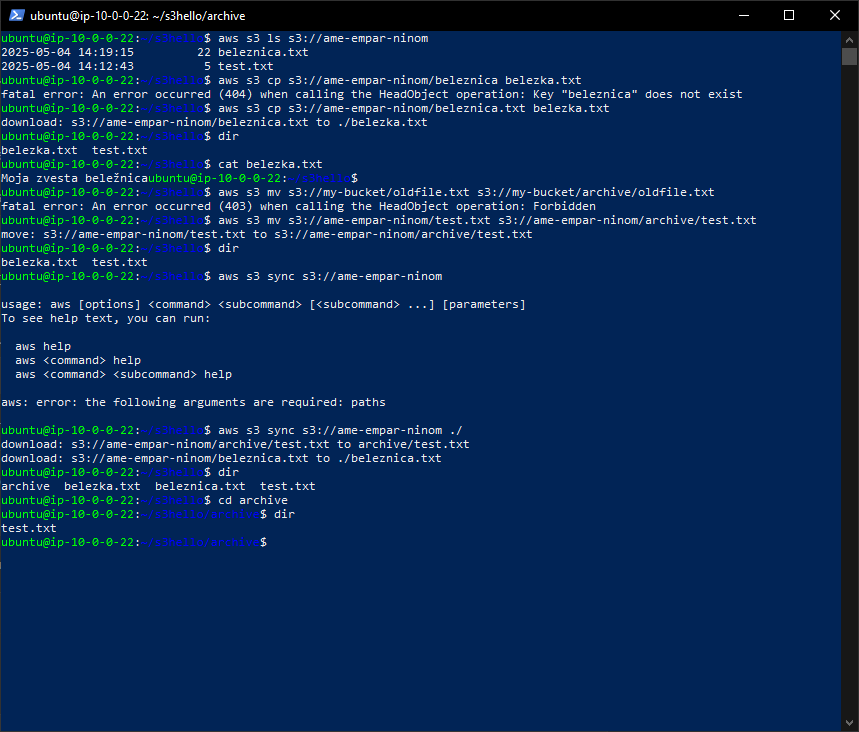 ubuntu@ip-10-0-0-22: ~/s3hello/archive
ubuntu@ip-10-0-0-22:~/s3hello$ aws s3 ls s3://ame-empar-ninom
2025-05-04 14:19:15         22 beleznica.txt
2025-05-04 14:12:43          5 test.txt
ubuntu@ip-10-0-0-22:~/s3hello$ aws s3 cp s3://ame-empar-ninom/beleznica belezka.txt
fatal error: An error occurred (404) when calling the HeadObject operation: Key "beleznica" does not exist
ubuntu@ip-10-0-0-22:~/s3hello$ aws s3 cp s3://ame-empar-ninom/beleznica.txt belezka.txt
download: s3://ame-empar-ninom/beleznica.txt to ./belezka.txt
ubuntu@ip-10-0-0-22:~/s3hello$ dir
belezka.txt  test.txt
ubuntu@ip-10-0-0-22:~/s3hello$ cat belezka.txt
Moja zvesta beležnicaubuntu@ip-10-0-0-22:~/s3hello$
ubuntu@ip-10-0-0-22:~/s3hello$ aws s3 mv s3://my-bucket/oldfile.txt s3://my-bucket/archive/oldfile.txt
fatal error: An error occurred (403) when calling the HeadObject operation: Forbidden
ubuntu@ip-10-0-0-22:~/s3hello$ aws s3 mv s3://ame-empar-ninom/test.txt s3://ame-empar-ninom/archive/test.txt
move: s3://ame-empar-ninom/test.txt to s3://ame-empar-ninom/archive/test.txt
ubuntu@ip-10-0-0-22:~/s3hello$ dir
belezka.txt  test.txt
ubuntu@ip-10-0-0-22:~/s3hello$ aws s3 sync s3://ame-empar-ninom
usage: aws [options] <command> <subcommand> [<subcommand> ...] [parameters]
To see help text, you can run:
  aws help
  aws <command> help
  aws <command> <subcommand> help
aws: error: the following arguments are required: paths
ubuntu@ip-10-0-0-22:~/s3hello$ aws s3 sync s3://ame-empar-ninom ./
download: s3://ame-empar-ninom/archive/test.txt to archive/test.txt
download: s3://ame-empar-ninom/beleznica.txt to ./beleznica.txt
ubuntu@ip-10-0-0-22:~/s3hello$ dir
archive  belezka.txt  beleznica.txt  test.txt
ubuntu@ip-10-0-0-22:~/s3hello$ cd archive
ubuntu@ip-10-0-0-22:~/s3hello/archive$ dir
test.txt
ubuntu@ip-10-0-0-22:~/s3hello/archive$